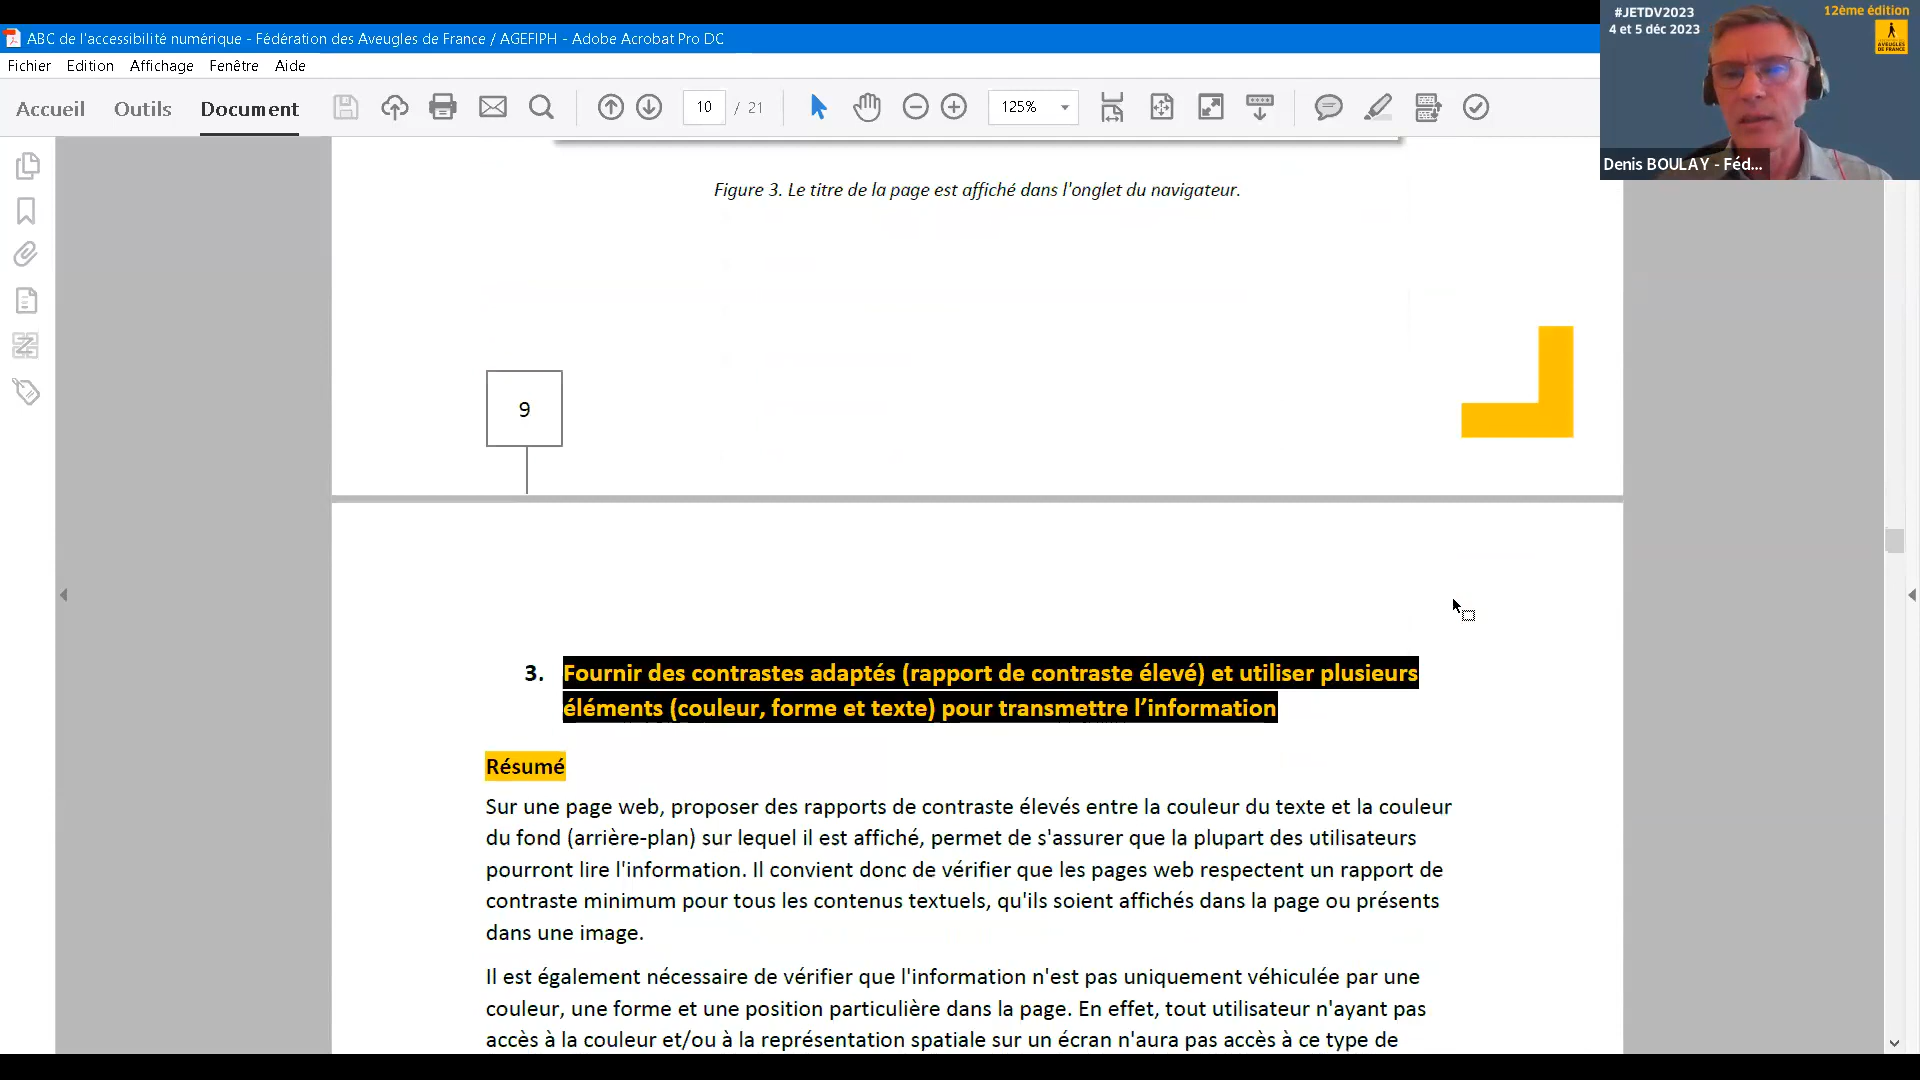 ABC de l'accessibilité numérique - Fédération des Aveugles de France / AGEFIPH - Adobe Acrobat Pro DC
Fichier Edition Affichage Fenêtre Aide
Accueil Outils Document 10 / 21 125%
#JETDV2023
4 et 5 déc 2023
12ème édition
AVEUGLES
DE FRANCE
Denis BOULAY - Féd...
Figure 3. Le titre de la page est affiché dans l'onglet du navigateur.
9
3. Fournir des contrastes adaptés (rapport de contraste élevé) et utiliser plusieurs
éléments (couleur, forme et texte) pour transmettre l’information
Résumé
Sur une page web, proposer des rapports de contraste élevés entre la couleur du texte et la couleur
du fond (arrière-plan) sur lequel il est affiché, permet de s'assurer que la plupart des utilisateurs
pourront lire l'information. Il convient donc de vérifier que les pages web respectent un rapport de
contraste minimum pour tous les contenus textuels, qu'ils soient affichés dans la page ou présents
dans une image.
Il est également nécessaire de vérifier que l'information n'est pas uniquement véhiculée par une
couleur, une forme et une position particulière dans la page. En effet, tout utilisateur n'ayant pas
accès à la couleur et/ou à la représentation spatiale sur un écran n'aura pas accès à ce type de